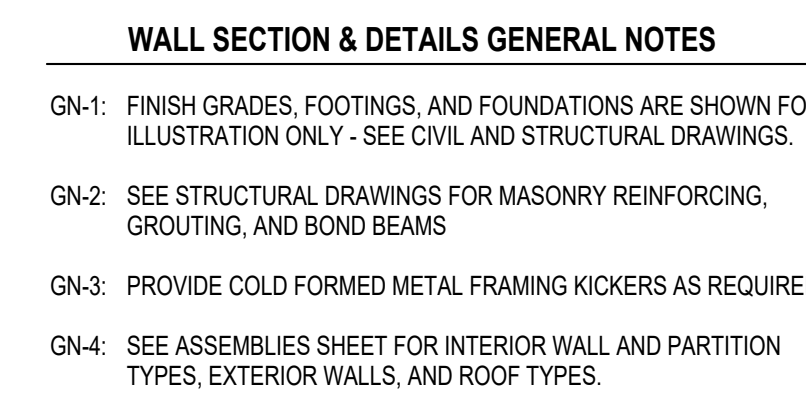 WALL SECTION & DETAILS GENERAL NOTES
GN-1: FINISH GRADES, FOOTINGS, AND FOUNDATIONS ARE SHOWN FO
ILLUSTRATION ONLY - SEE CIVIL AND STRUCTURAL DRAWINGS.
GN-2: SEE STRUCTURAL DRAWINGS FOR MASONRY REINFORCING,
GROUTING, AND BOND BEAMS
GN-3: PROVIDE COLD FORMED METAL FRAMING KICKERS AS REQUIRE
GN-4: SEE ASSEMBLIES SHEET FOR INTERIOR WALL AND PARTITION
TYPES, EXTERIOR WALLS, AND ROOF TYPES.